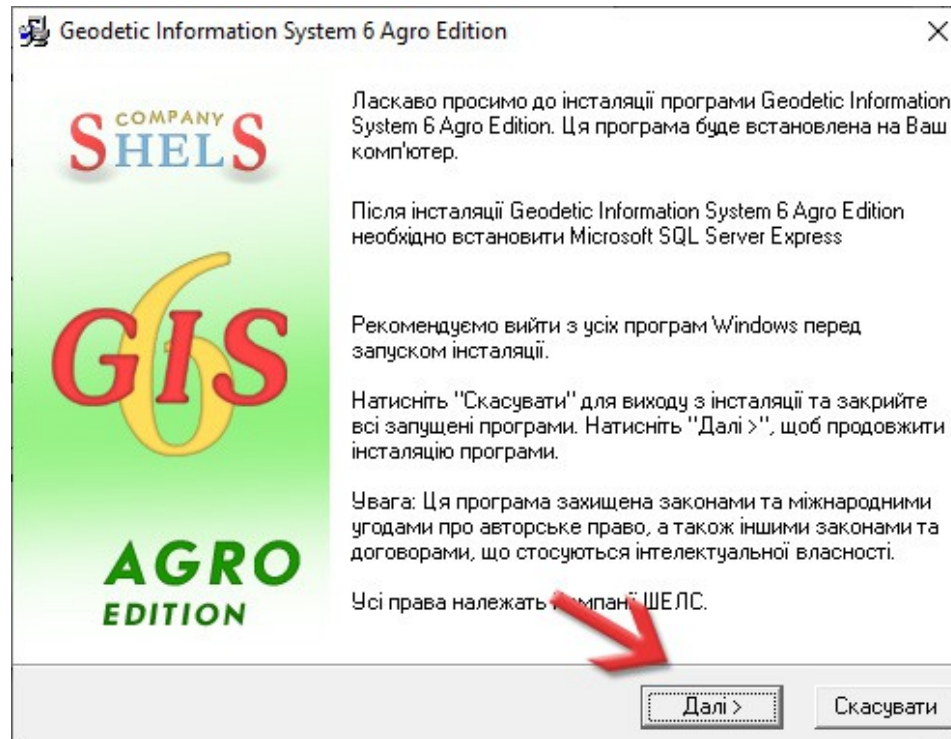 Geodetic Information System 6 Agro Edition
COMPANY
SHELS
GIS
6
AGRO
EDITION
Ласкаво просимо до інсталяції програми Geodetic Information
System 6 Agro Edition. Ця програма буде встановлена на Ваш
комп'ютер.
Після інсталяції Geodetic Information System 6 Agro Edition
необхідно встановити Microsoft SQL Server Express
Рекомендуємо вийти з усіх програм Windows перед
запуском інсталяції.
Натисніть "Скасувати" для виходу з інсталяції та закрийте
всі запущені програми. Натисніть "Далі >", щоб продовжити
інсталяцію програми.
Увага: Ця програма захищена законами та міжнародними
угодами про авторське право, а також іншими законами та
договорами, що стосуються інтелектуальної власності.
Усі права належать Компанії ШЕЛС.
Далі >
Скасувати